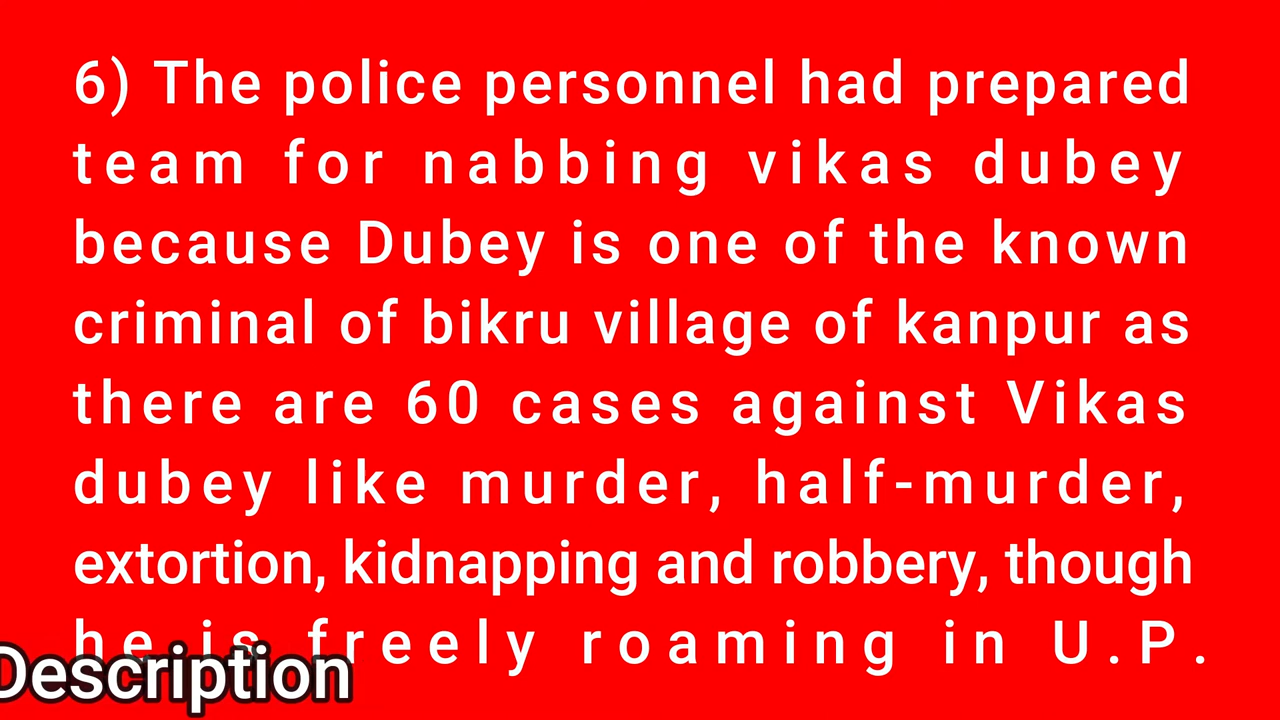 6) The police personnel had prepared
team for nabbing vikas dubey
because Dubey is one of the known
criminal of bikru village of kanpur as
there are 60 cases against Vikas
dubey like murder, half-murder,
extortion, kidnapping and robbery, though
he is freely roaming in U.P.
Description